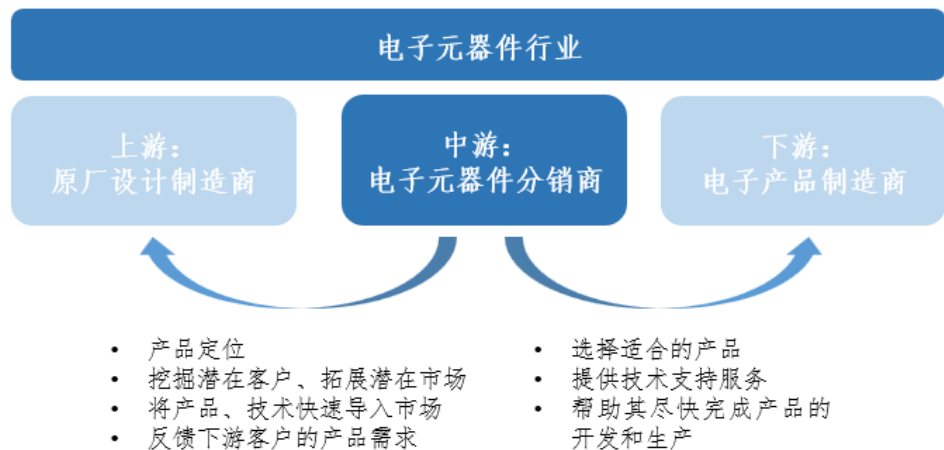 电子元器件行业
上游：
原厂设计制造商
中游：
电子元器件分销商
下游：
电子产品制造商
• 产品定位
• 挖掘潜在客户、拓展潜在市场
• 将产品、技术快速导入市场
• 反馈下游客户的产品需求
• 选择适合的产品
• 提供技术支持服务
• 帮助其尽快完成产品的
开发和生产